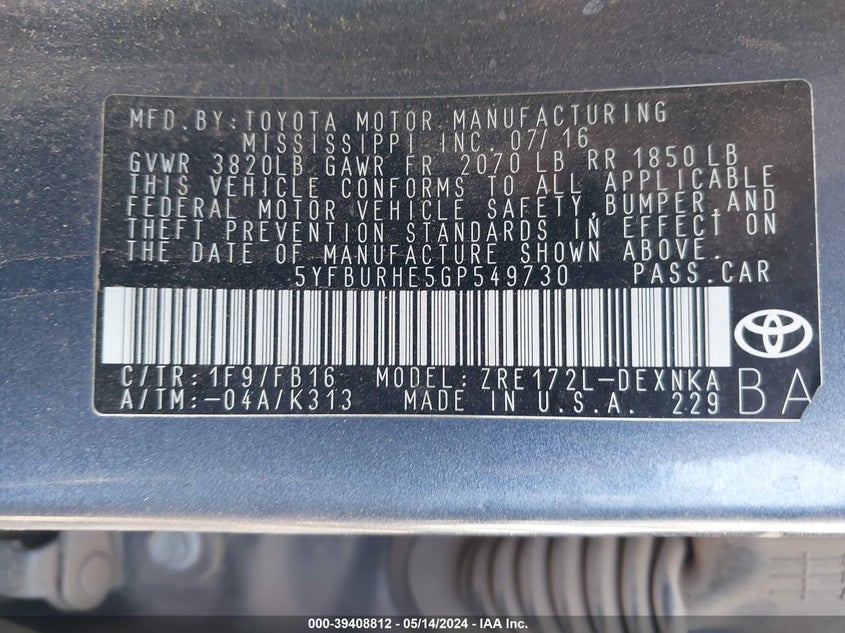 MFD.BY:TOYOTA MOTOR MANUFACTURING
MISSISSIPPI INC. 07/16
GVWR 3820LB GAWR FR 2070 LB RR 1850 LB
THIS VEHICLE CONFORMS TO ALL APPLICABLE
FEDERAL MOTOR VEHICLE SAFETY,BUMPER,AND
THEFT PREVENTION STANDARDS IN EFFECT ON
THE DATE OF MANUFACTURE SHOWN ABOVE.
5YFBURHE5GP549730 PASS.CAR
C/TR:1F9/FB16 MODEL:ZRE172L-DEXNKA
A/TM:-04A/K313 MADE IN U.S.A. 229
BA
000-39408812 - 05/14/2024 - IAA Inc.